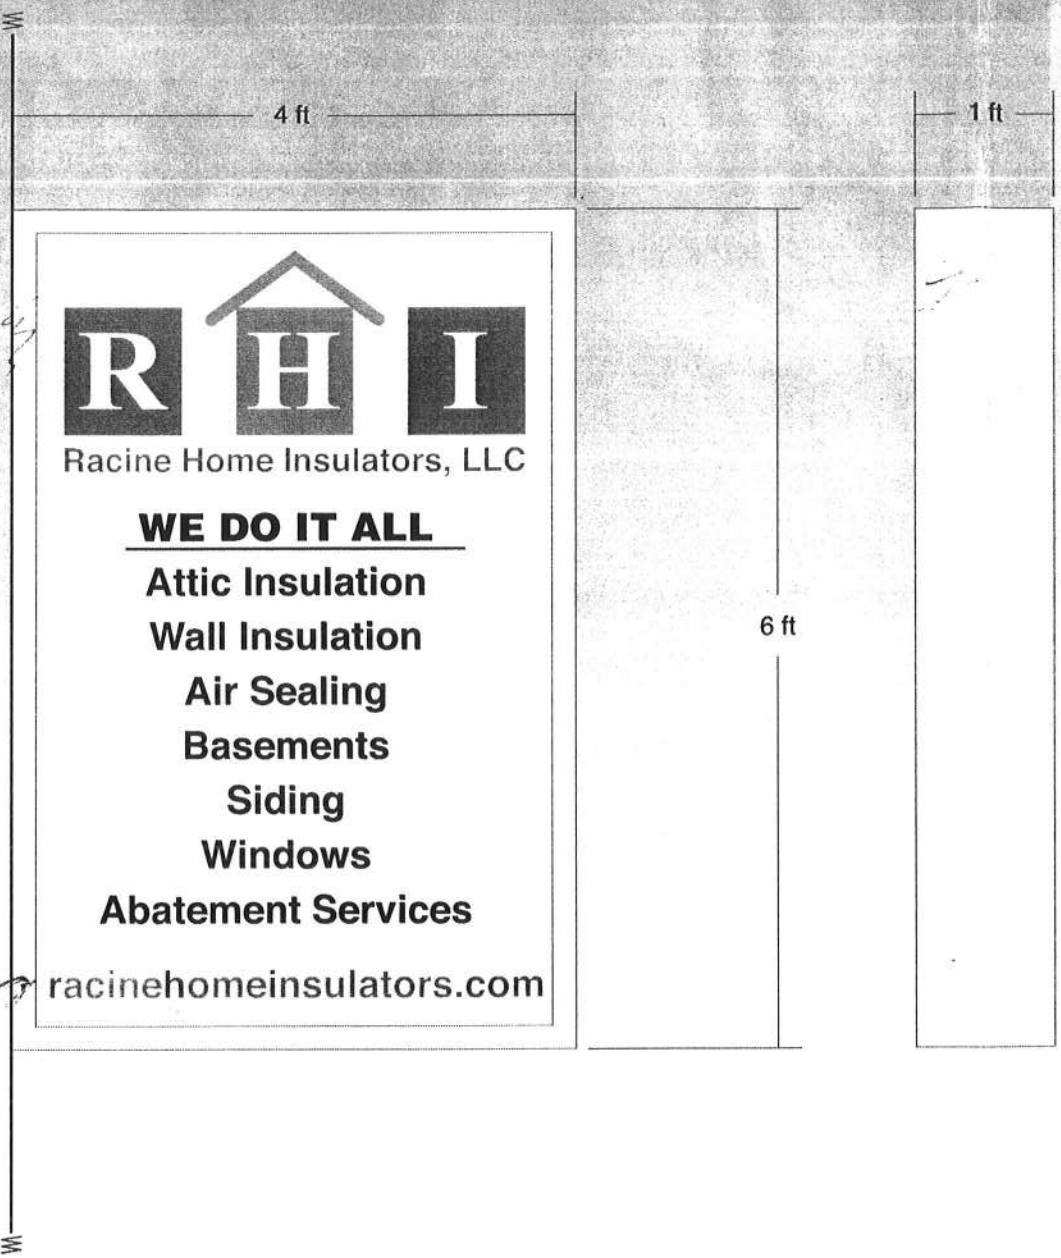 4 ft
1 ft
R H I
Racine Home Insulators, LLC
WE DO IT ALL
Attic Insulation
Wall Insulation
Air Sealing
6 ft
Basements
Siding
Windows
Abatement Services
racinehomeinsulators.com